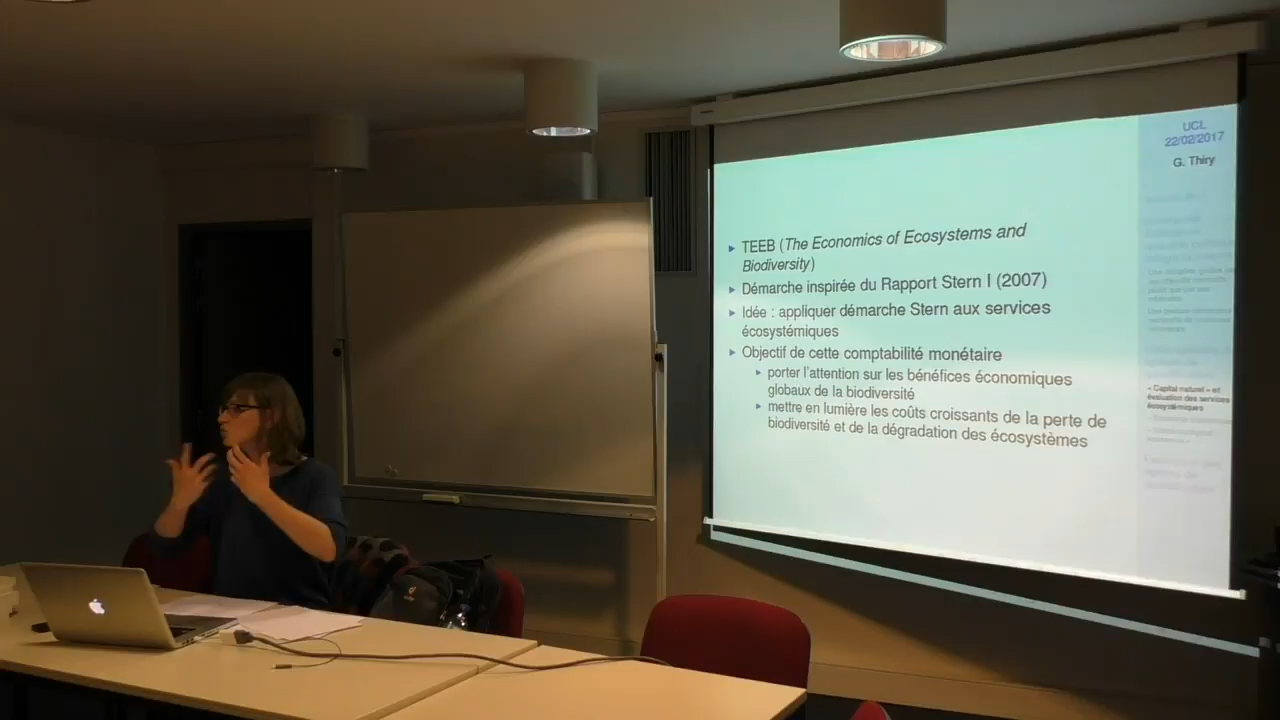 UCL
22/02/2017
G. Thiry
TEEB (The Economics of Ecosystems and
Biodiversity)
Démarche inspirée du Rapport Stern I (2007)
Idée : appliquer démarche Stern aux services
écosystémiques
Objectif de cette comptabilité monétaire
porter l'attention sur les bénéfices économiques
globaux de la biodiversité
mettre en lumière les coûts croissants de la perte de
biodiversité et de la dégradation des écosystèmes
« Capital naturel » et
évaluation des services
écosystémiques